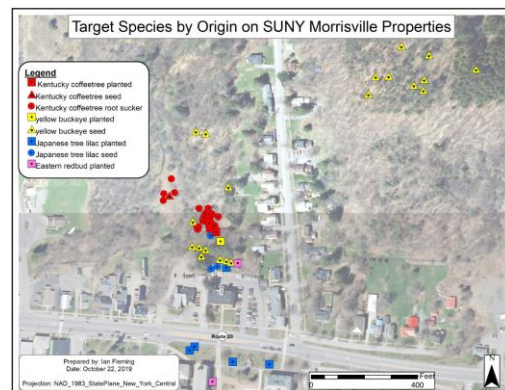 Target Species by Origin on SUNY Morrisville Properties
Legend
Kentucky coffeetree planted
Kentucky coffeetree seed
Kentucky coffeetree root sucker
yellow buckeye planted
yellow buckeye seed
Japanese tree lilac planted
Japanese tree lilac seed
Eastern redbud planted
Route 20
Prepared by: Ian Fleming
Date: October 22, 2019
Projection: NAD_1983_StatePlane_New_York_Central
Feet
0
400
N